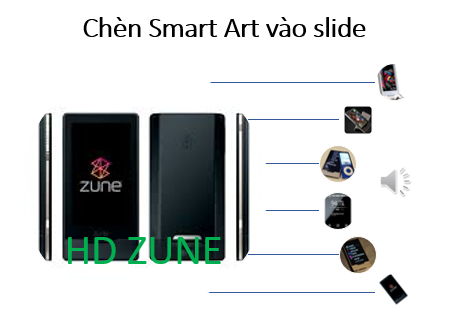 Chèn Smart Art vào slide
zune
HD ZUNE